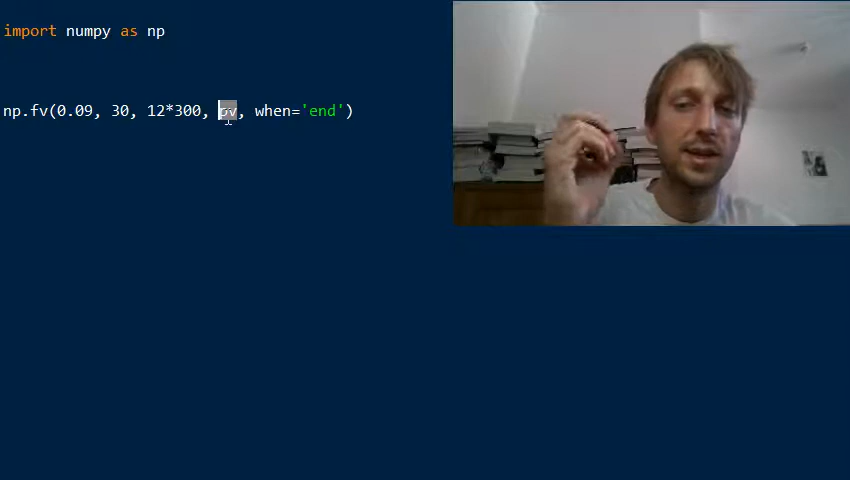 import numpy as np
np.fv(0.09, 30, 12*300, pv, when='end')